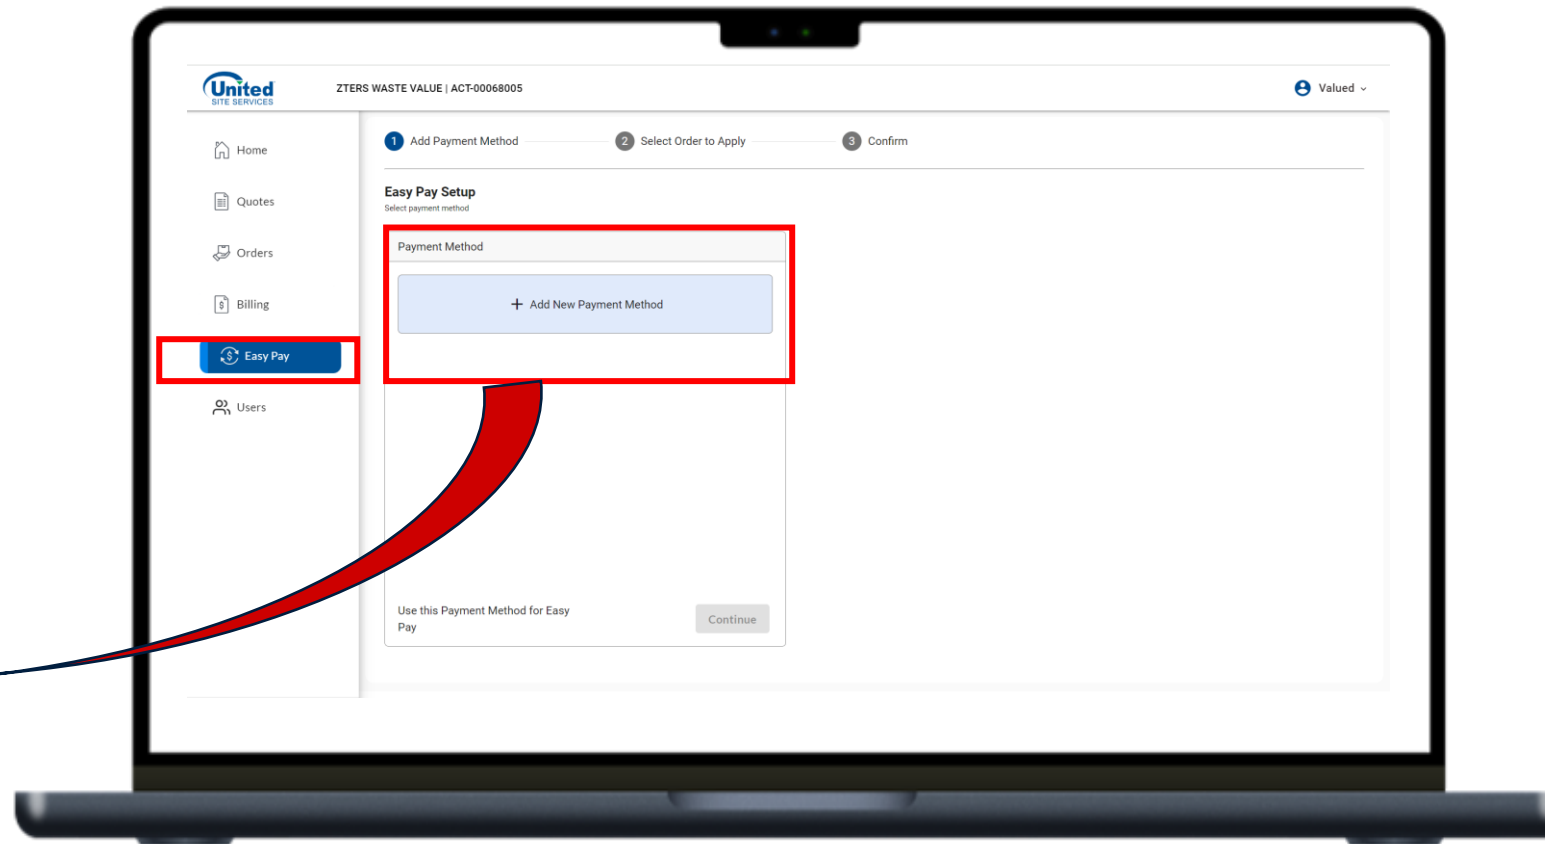 United
SITE SERVICES
ZTERS WASTE VALUE | ACT-00068005
Valued
Home
Quotes
Orders
Billing
Easy Pay
Users
1 Add Payment Method
2 Select Order to Apply
3 Confirm
Easy Pay Setup
Select payment method
Payment Method
+ Add New Payment Method
Use this Payment Method for Easy
Pay
Continue